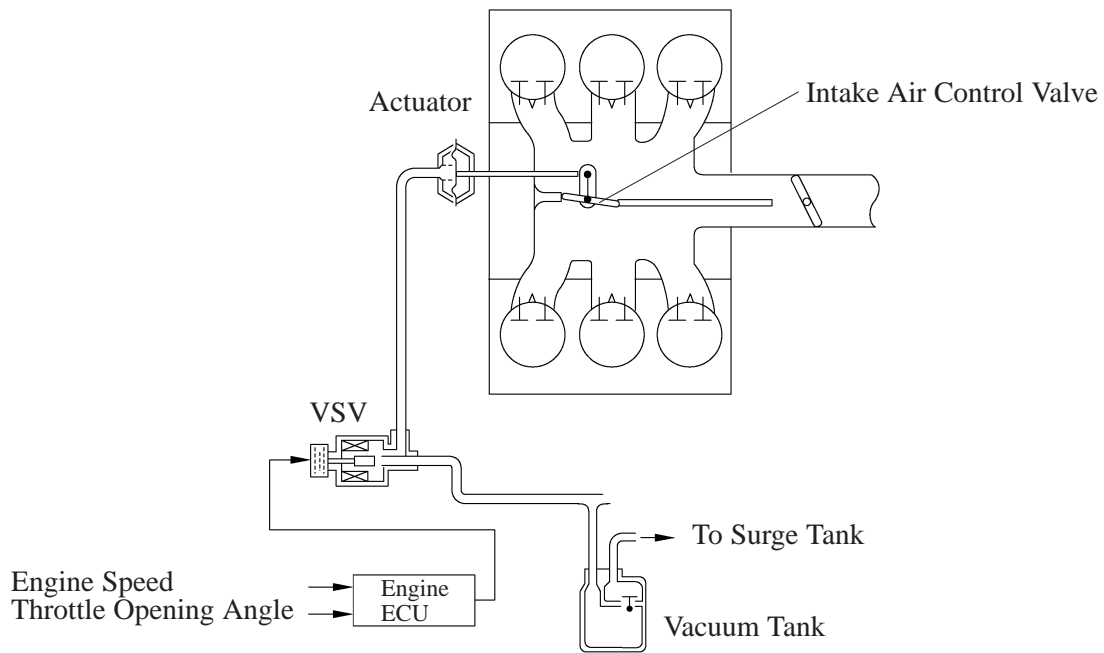 Intake Air Control Valve
Actuator
VSV
To Surge Tank
Engine Speed
Throttle Opening Angle
Engine
ECU
Vacuum Tank